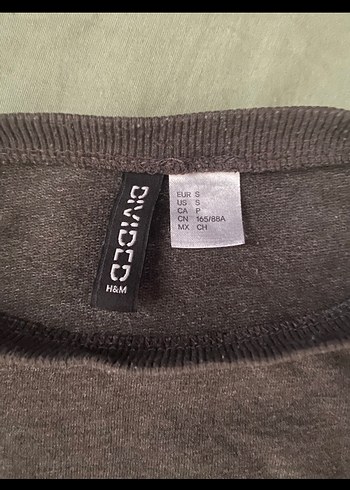 DIVIDED
H&M
EUR S
US S
CA P
CN 165/88A
MX CH